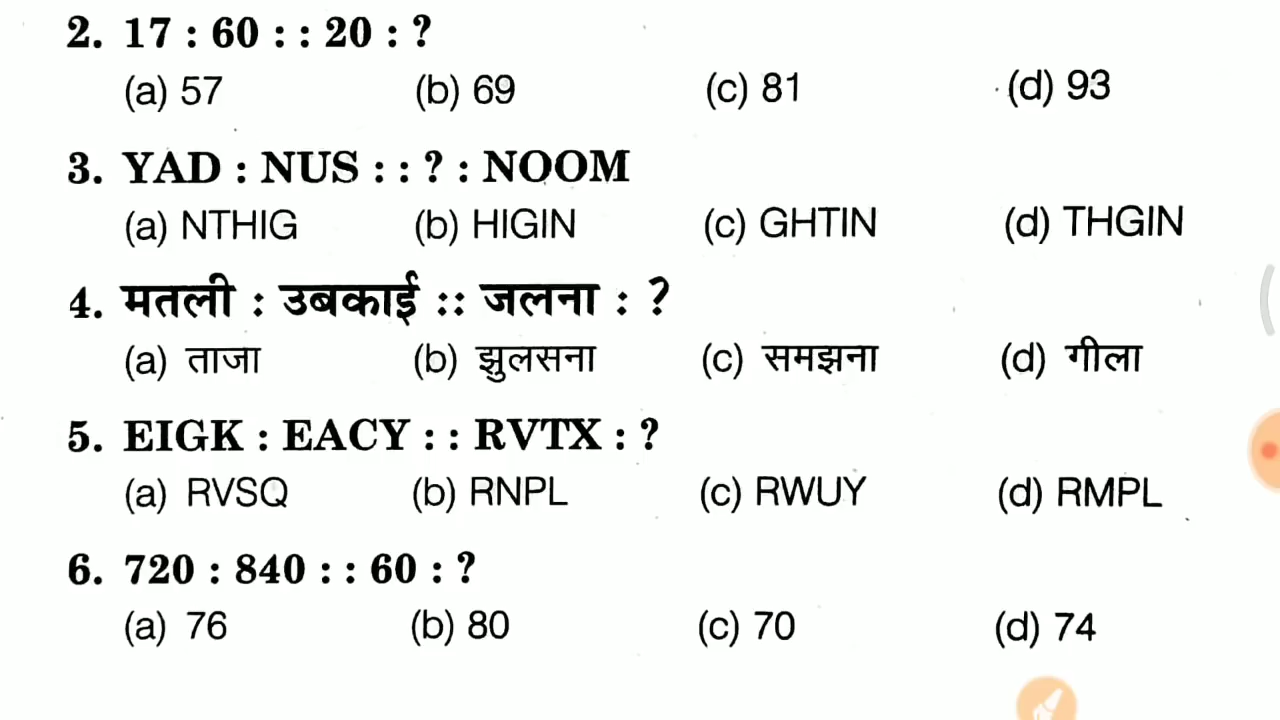 2. 17 : 60 : : 20 : ?
(a) 57 (b) 69 (c) 81 (d) 93
3. YAD : NUS : : ? : NOOM
(a) NTHIG (b) HIGIN (c) GHTIN (d) THGIN
4. मतली : उबकाई :: जलना : ?
(a) ताजा (b) झुलसना (c) समझना (d) गीला
5. EIGK : EACY : : RVTX : ?
(a) RVSQ (b) RNPL (c) RWUY (d) RMPL
6. 720 : 840 : : 60 : ?
(a) 76 (b) 80 (c) 70 (d) 74